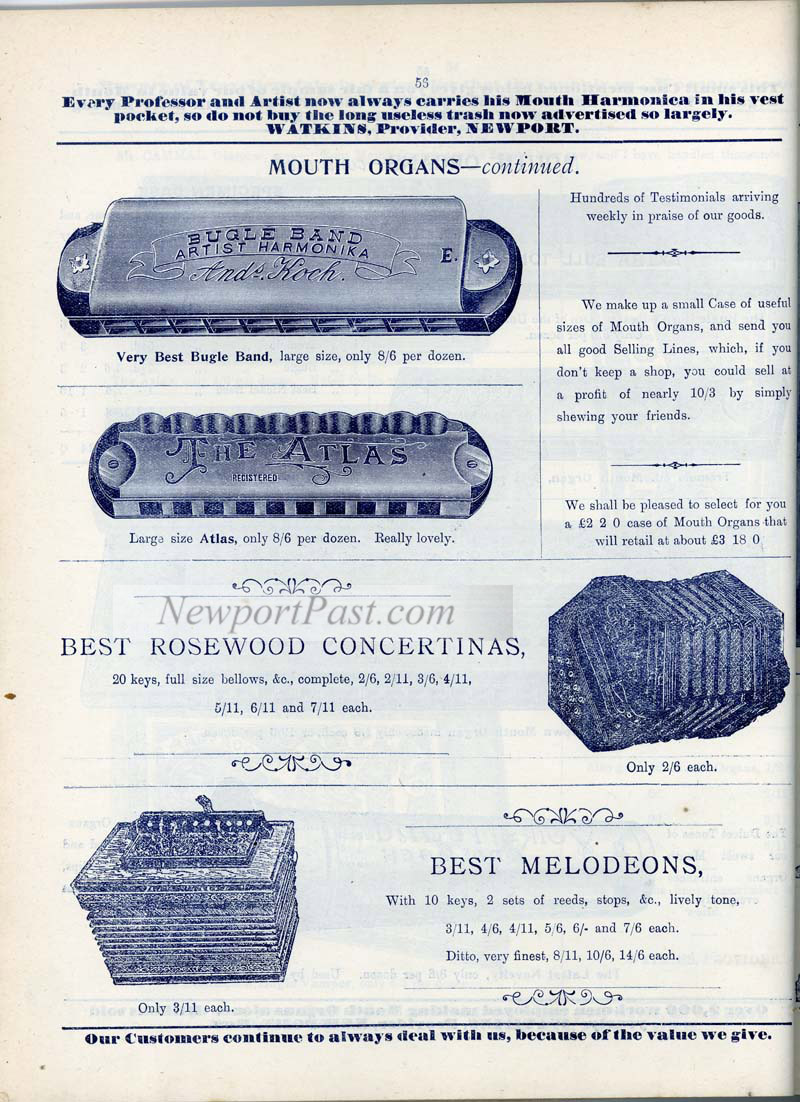 56
Every Professor and Artist now always carries his Mouth Harmonica in his vest
pocket, so do not buy the long useless trash now advertised so largely.
WATKINS, Provider, NEWPORT.
MOUTH ORGANS—continued.
BUGLE BAND
ARTIST HARMONIKA
Ands. Koch.
E.
Very Best Bugle Band, large size, only 8/6 per dozen.
THE ATLAS
REGISTERED
Large size Atlas, only 8/6 per dozen. Really lovely.
Hundreds of Testimonials arriving
weekly in praise of our goods.
We make up a small Case of useful
sizes of Mouth Organs, and send you
all good Selling Lines, which, if you
don't keep a shop, you could sell at
a profit of nearly 10/3 by simply
shewing your friends.
We shall be pleased to select for you
a £2 2 0 case of Mouth Organs that
will retail at about £3 18 0
NewportPast.com
BEST ROSEWOOD CONCERTINAS,
20 keys, full size bellows, &c., complete, 2/6, 2/11, 3/6, 4/11,
5/11, 6/11 and 7/11 each.
Only 2/6 each.
BEST MELODEONS,
With 10 keys, 2 sets of reeds, stops, &c., lively tone,
3/11, 4/6, 4/11, 5/6, 6/- and 7/6 each.
Ditto, very finest, 8/11, 10/6, 14/6 each.
Only 3/11 each.
Our Customers continue to always deal with us, because of the value we give.